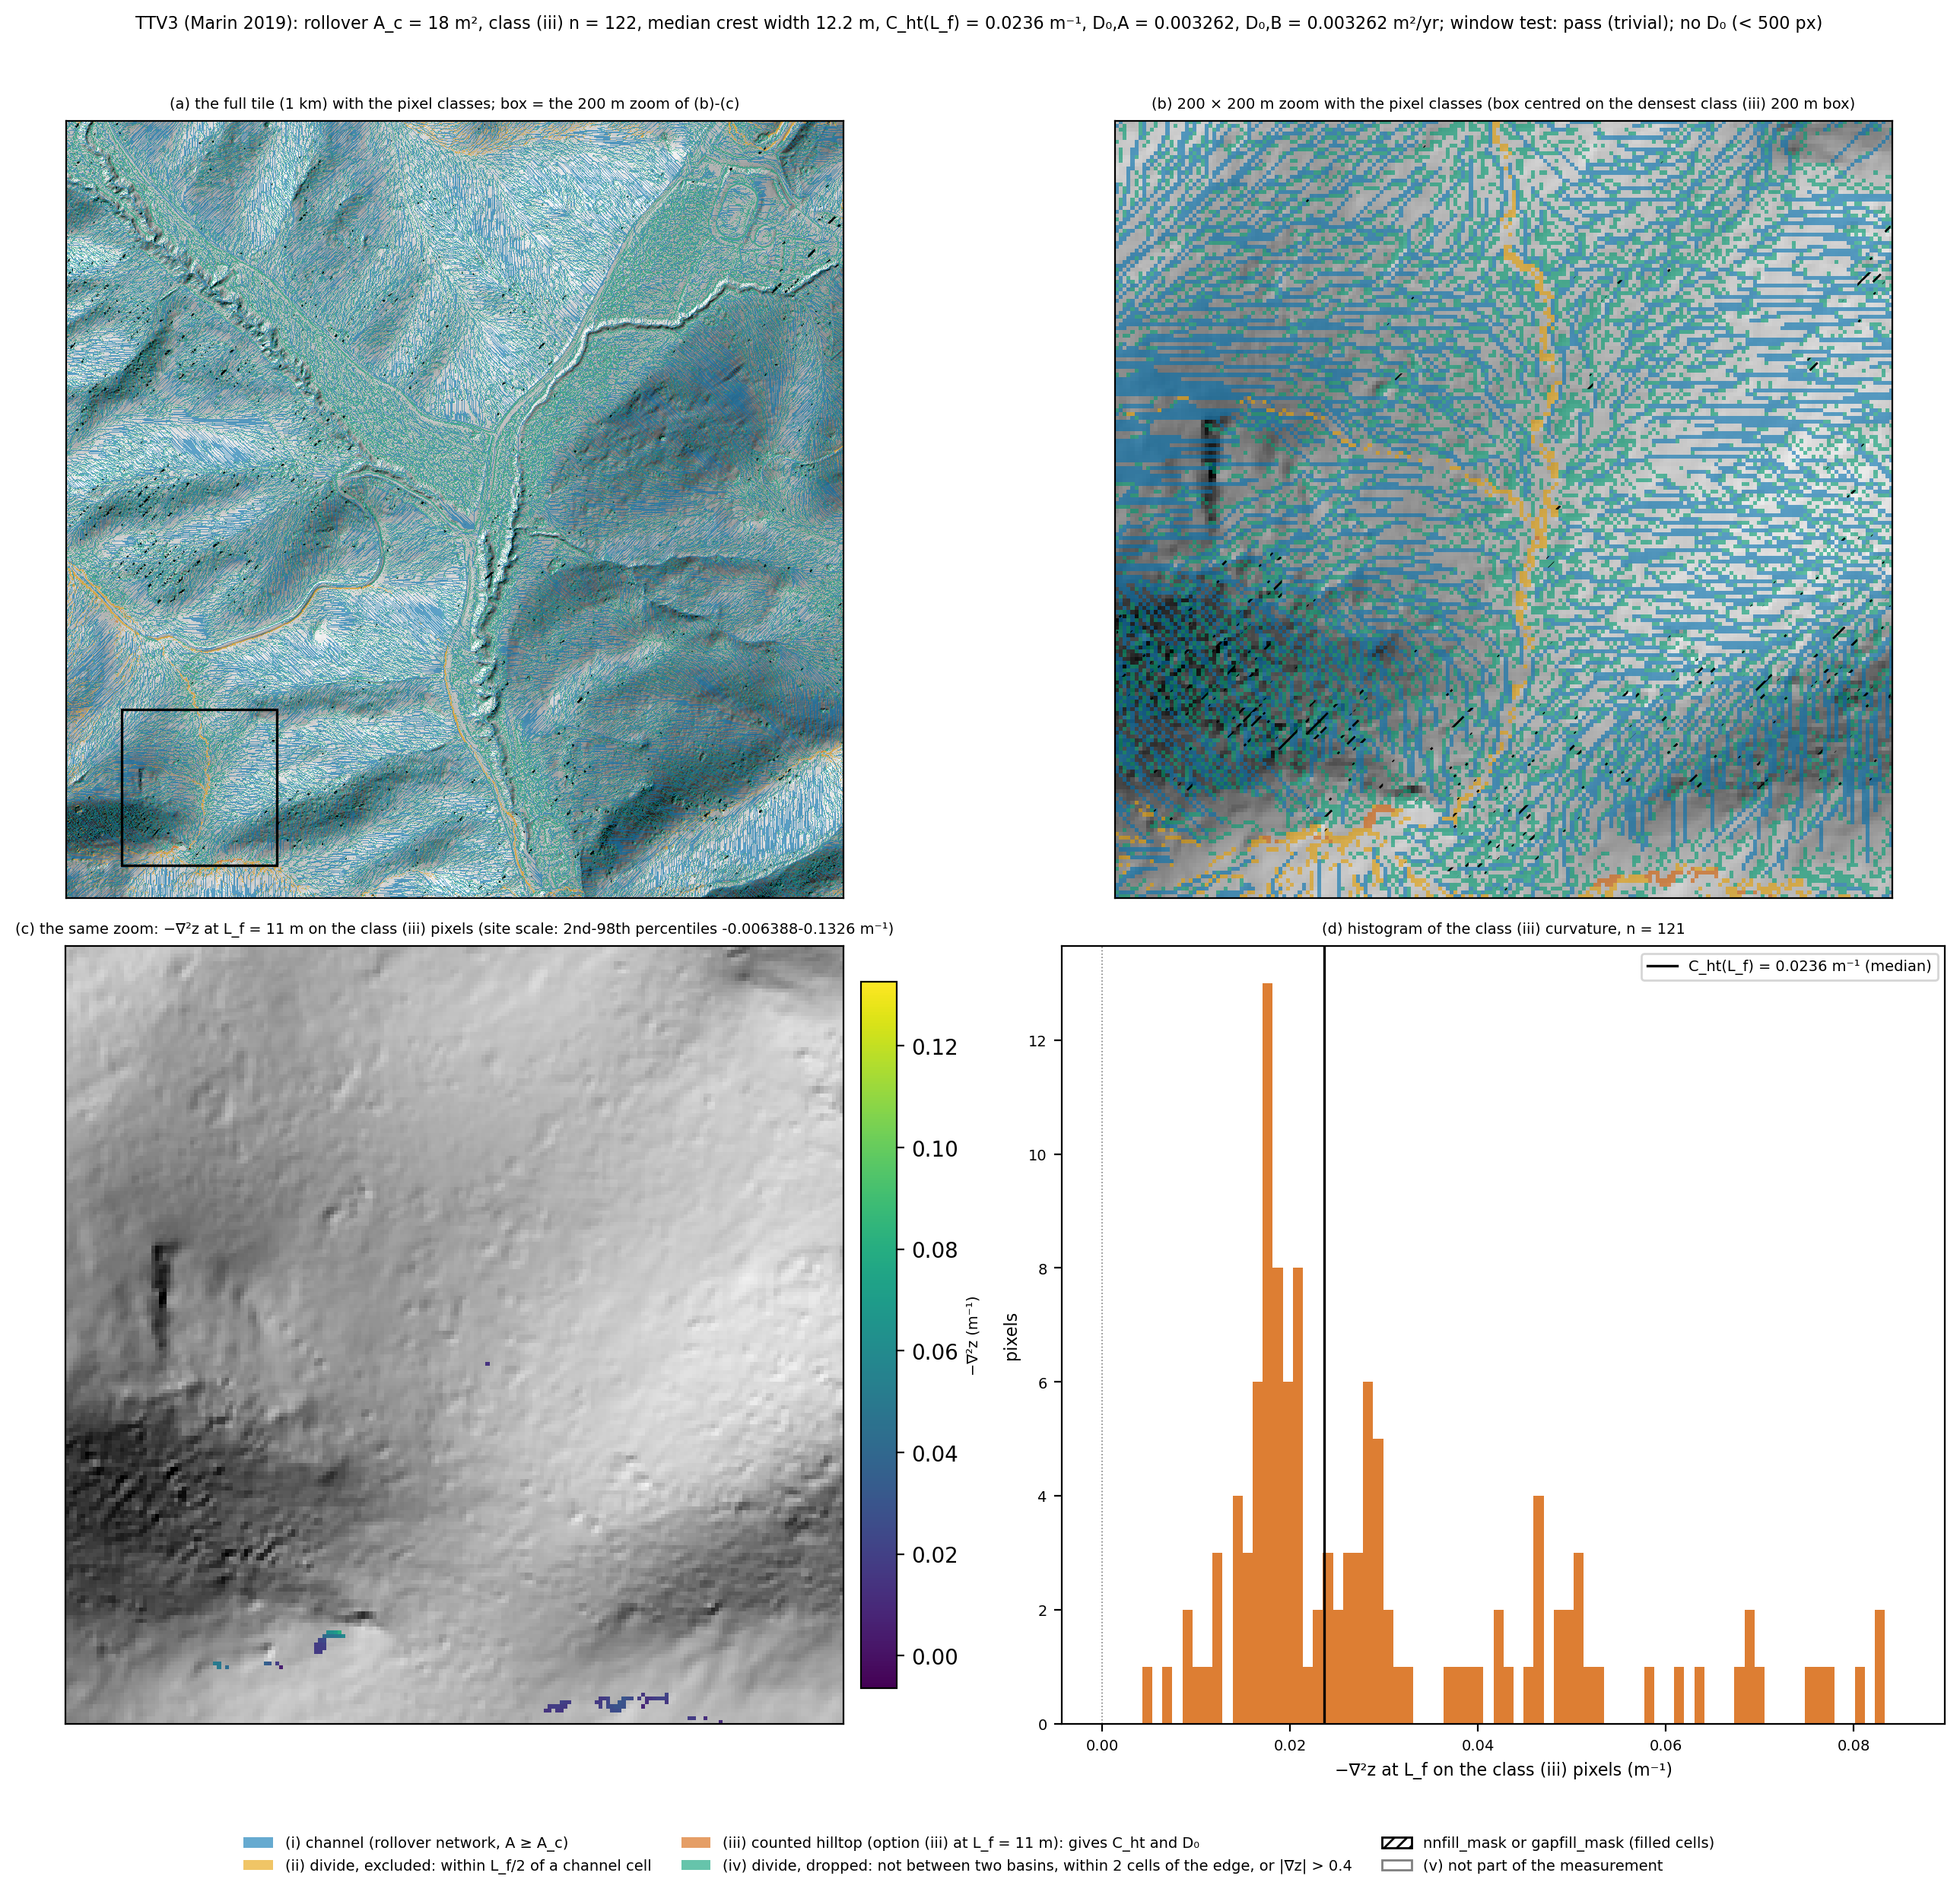 TTV3 (Marin 2019): rollover A_c = 18 m², class (iii) n = 122, median crest width 12.2 m, C_ht(L_f) = 0.0236 m⁻¹, D₀,A = 0.003262, D₀,B = 0.003262 m²/yr; window test: pass (trivial); no D₀ (< 500 px)
(a) the full tile (1 km) with the pixel classes; box = the 200 m zoom of (b)-(c)
(b) 200 × 200 m zoom with the pixel classes (box centred on the densest class (iii) 200 m box)
(c) the same zoom: −∇²z at L_f = 11 m on the class (iii) pixels (site scale: 2nd-98th percentiles -0.006388-0.1326 m⁻¹)
0.12
0.10
0.08
0.06
0.04
0.02
0.00
−∇²z (m⁻¹)
(d) histogram of the class (iii) curvature, n = 121
C_ht(L_f) = 0.0236 m⁻¹ (median)
12
10
8
6
4
2
0
pixels
0.00 0.02 0.04 0.06 0.08
−∇²z at L_f on the class (iii) pixels (m⁻¹)
(i) channel (rollover network, A ≥ A_c)
(ii) divide, excluded: within L_f/2 of a channel cell
(iii) counted hilltop (option (iii) at L_f = 11 m): gives C_ht and D₀
(iv) divide, dropped: not between two basins, within 2 cells of the edge, or |∇z| > 0.4
nnfill_mask or gapfill_mask (filled cells)
(v) not part of the measurement